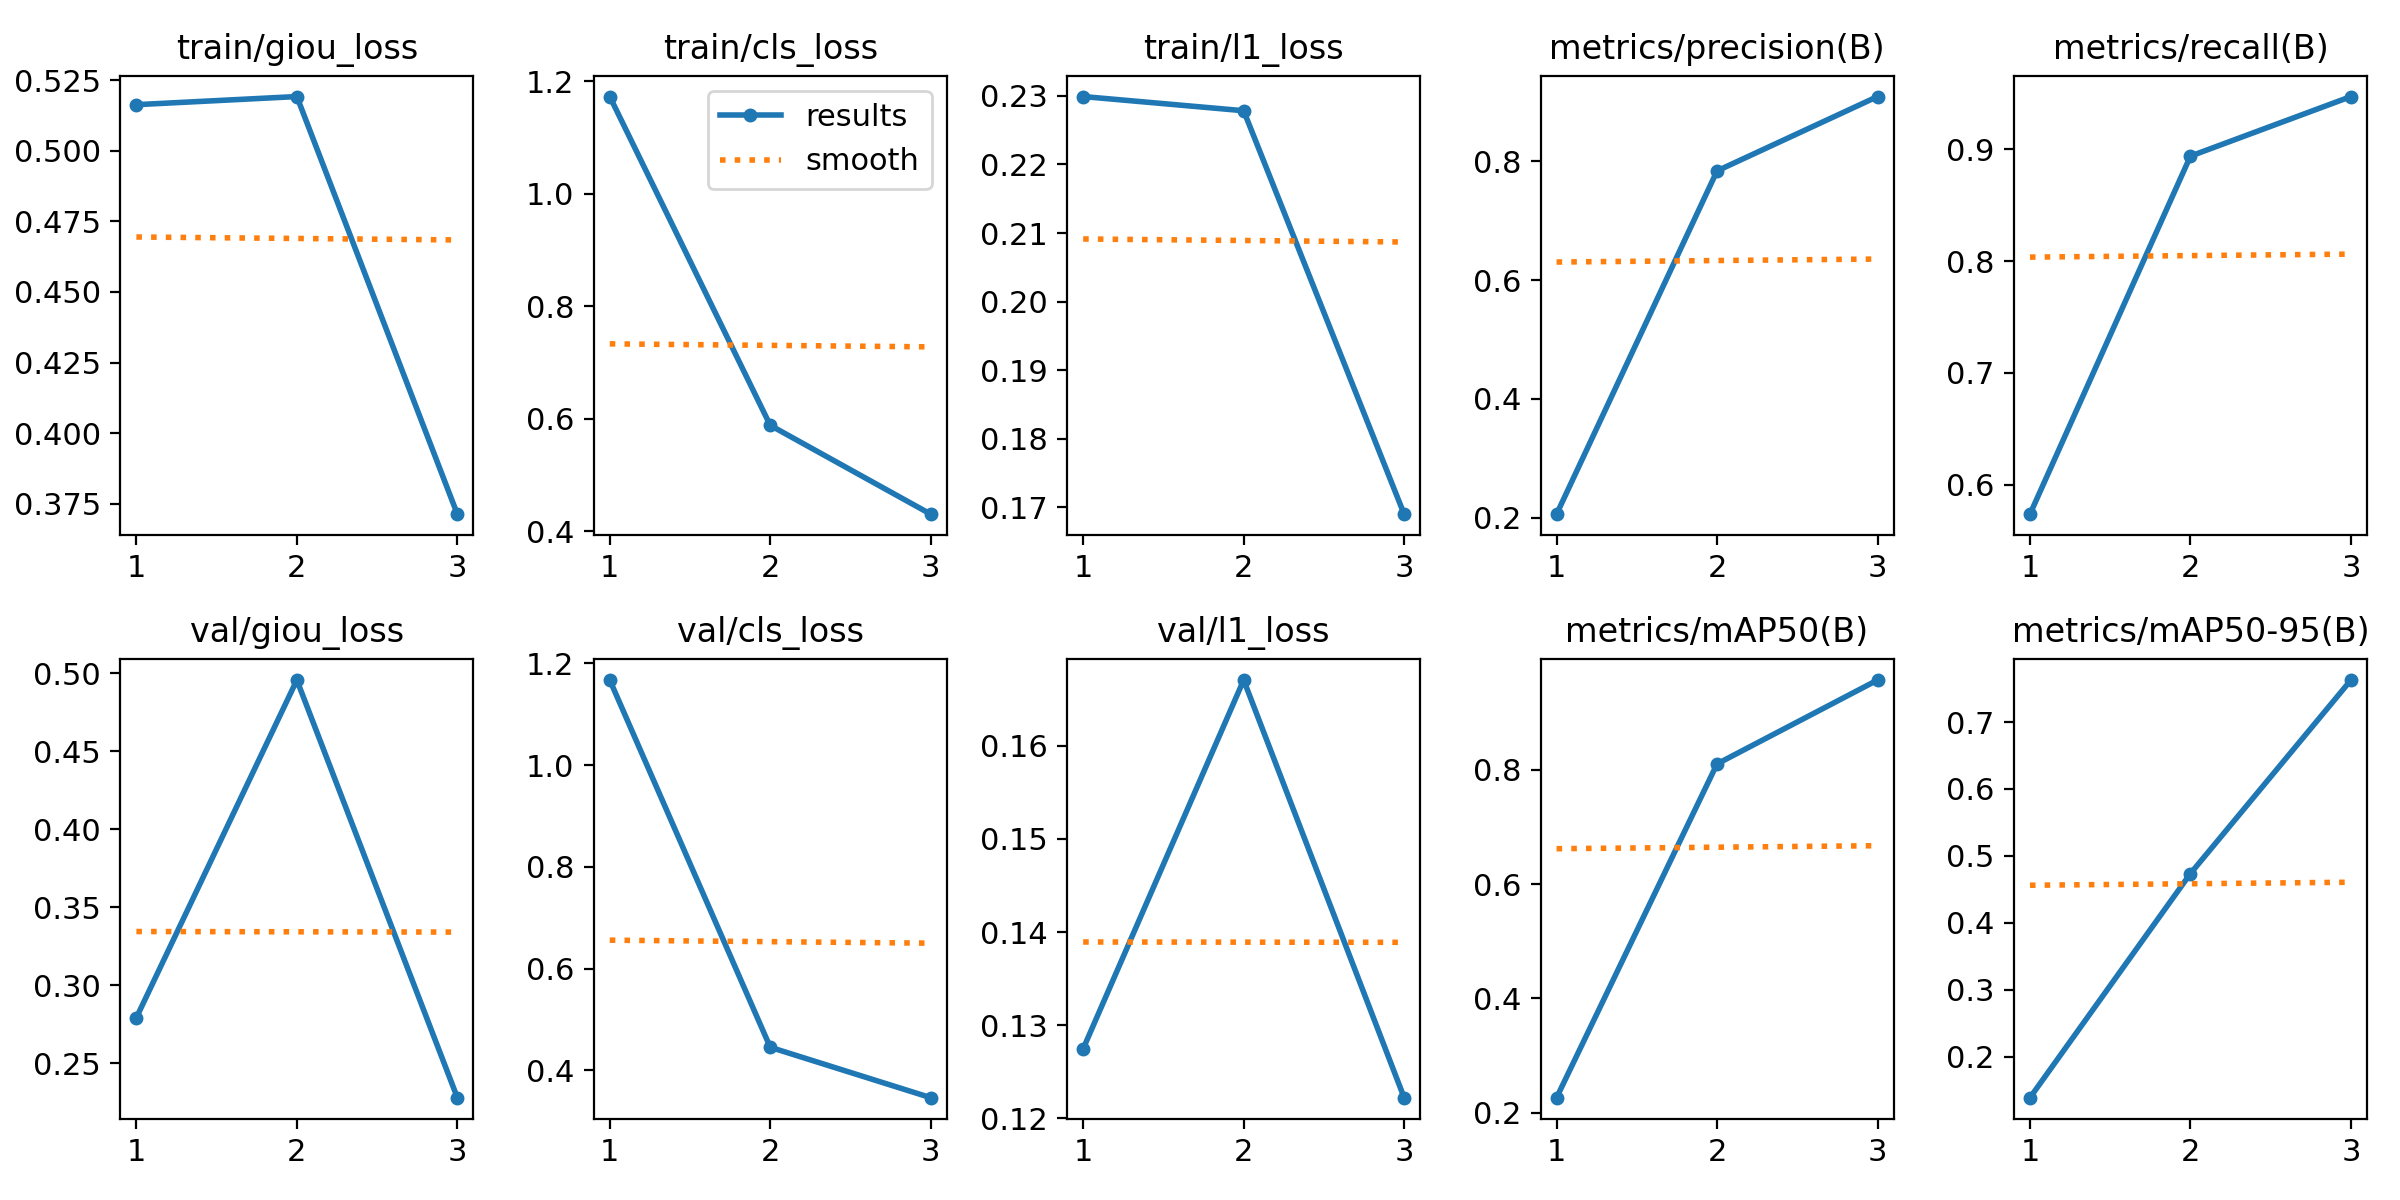 train/giou_loss
0.525
0.500
0.475
0.450
0.425
0.400
0.375
1 2 3
train/cls_loss
results
smooth
1.2
1.0
0.8
0.6
0.4
1 2 3
train/l1_loss
0.23
0.22
0.21
0.20
0.19
0.18
0.17
1 2 3
metrics/precision(B)
0.8
0.6
0.4
0.2
1 2 3
metrics/recall(B)
0.9
0.8
0.7
0.6
1 2 3
val/giou_loss
0.50
0.45
0.40
0.35
0.30
0.25
1 2 3
val/cls_loss
1.2
1.0
0.8
0.6
0.4
1 2 3
val/l1_loss
0.16
0.15
0.14
0.13
0.12
1 2 3
metrics/mAP50(B)
0.8
0.6
0.4
0.2
1 2 3
metrics/mAP50-95(B)
0.7
0.6
0.5
0.4
0.3
0.2
1 2 3